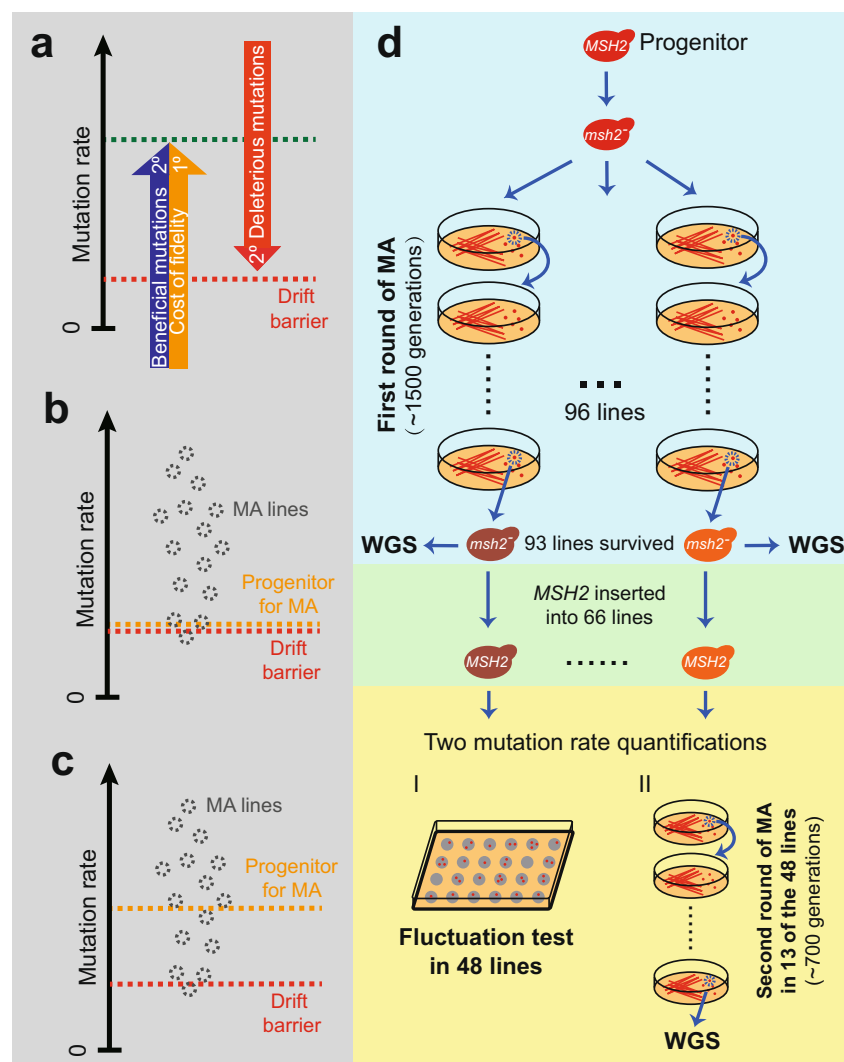 a
Mutation rate
0
Beneficial mutations 2º
Cost of fidelity 1º
2º Deleterious mutations
Drift
barrier
b
Mutation rate
0
MA lines
Progenitor
for MA
Drift
barrier
c
Mutation rate
0
MA lines
Progenitor
for MA
Drift
barrier
d
MSH2 Progenitor
msh2⁻
First round of MA
(~1500 generations)
96 lines
WGS
msh2⁻
93 lines survived
msh2⁻
WGS
MSH2 inserted
into 66 lines
MSH2
MSH2
Two mutation rate quantifications
I
II
Fluctuation test
in 48 lines
Second round of MA
in 13 of the 48 lines
(~700 generations)
WGS